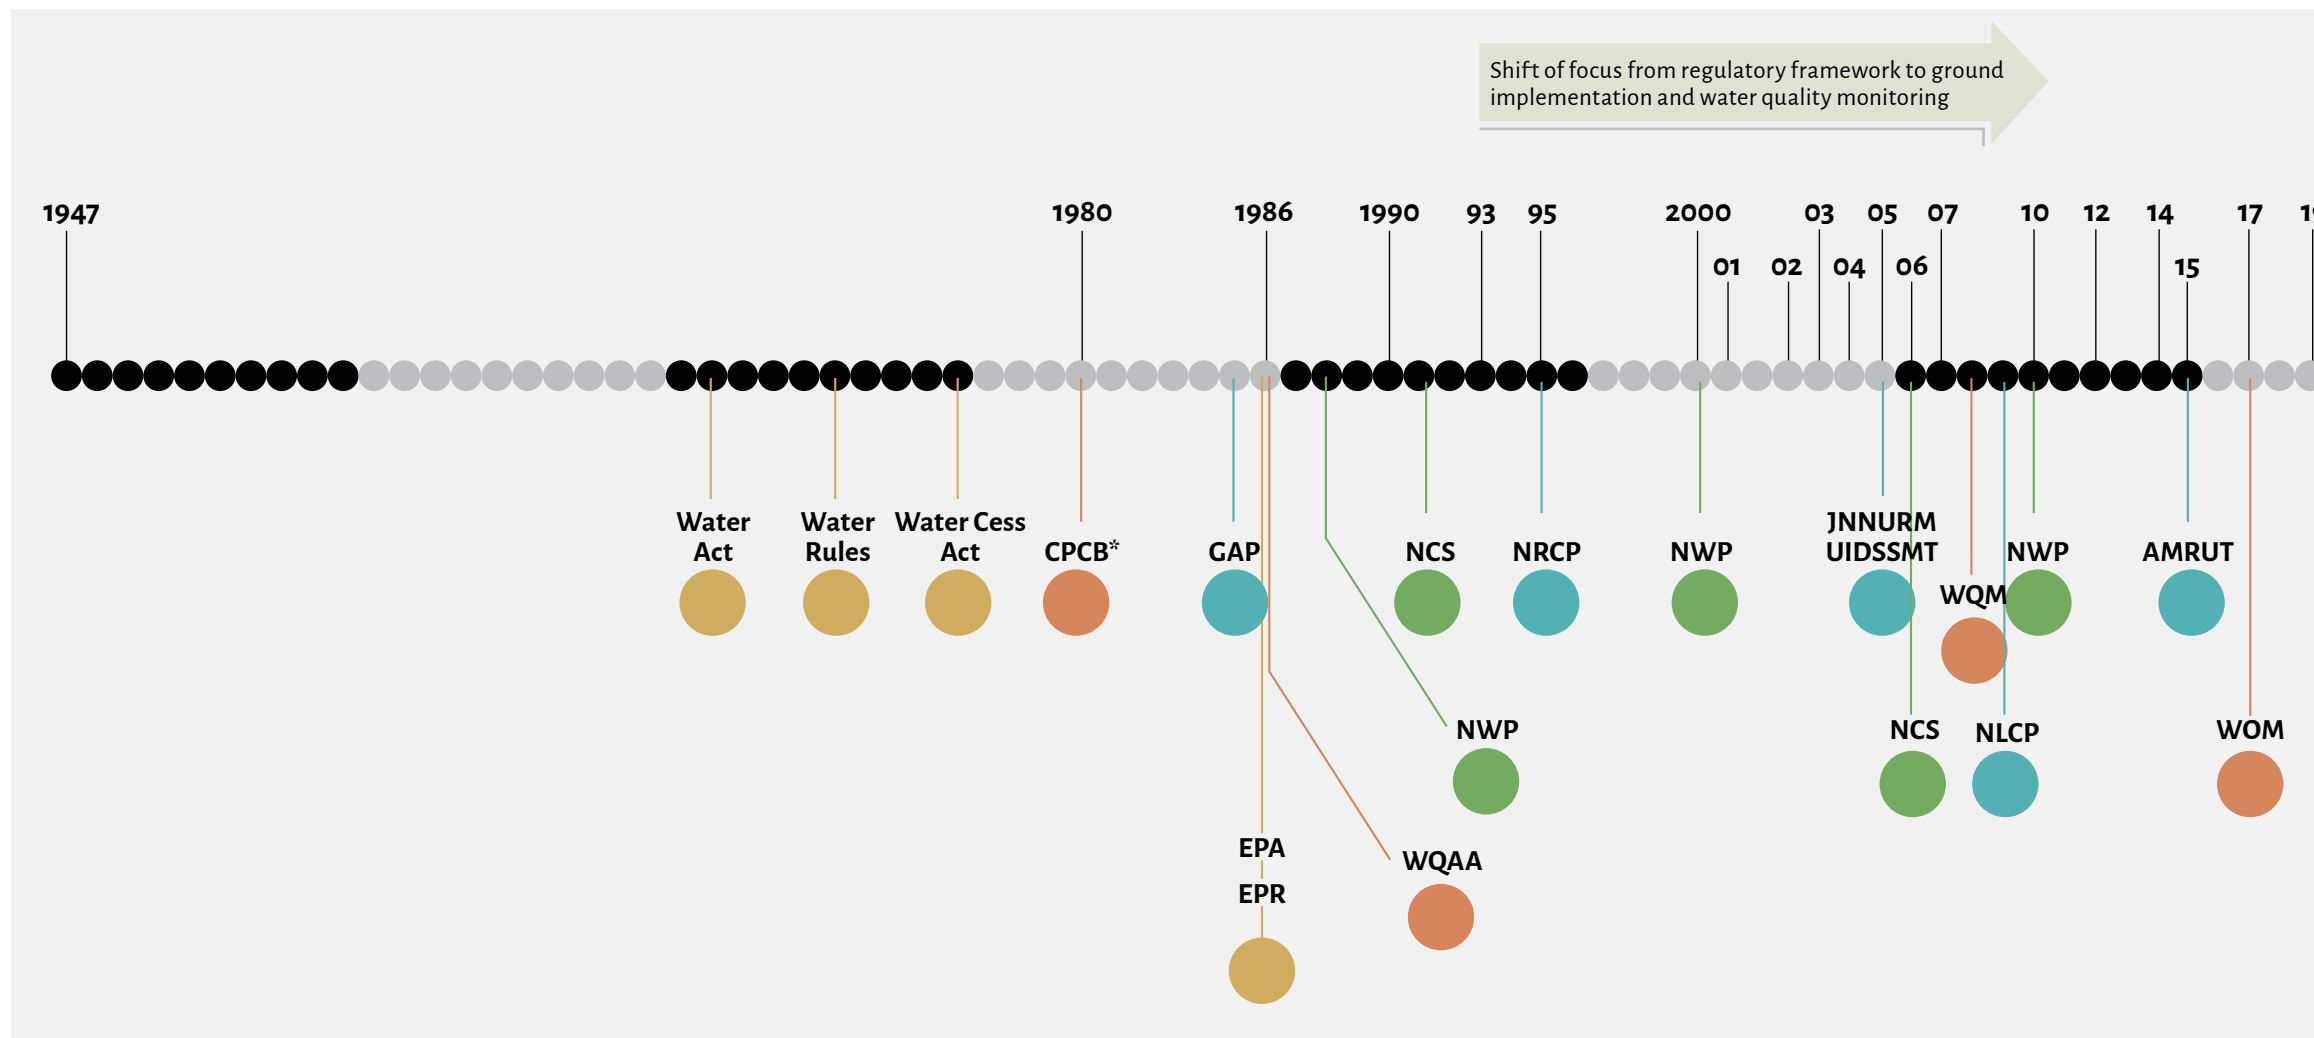 Shift of focus from regulatory framework to ground
implementation and water quality monitoring
1947
1980
1986
1990
93
95
2000
03
05
07
10
12
14
17
01
02
04
06
15
Water
Act
Water
Rules
Water Cess
Act
CPCB*
GAP
NCS
NRCP
NWP
JNNURM
UIDSSMT
NWP
AMRUT
WQM
NWP
NCS
NLCP
WOM
EPA
WQAA
EPR